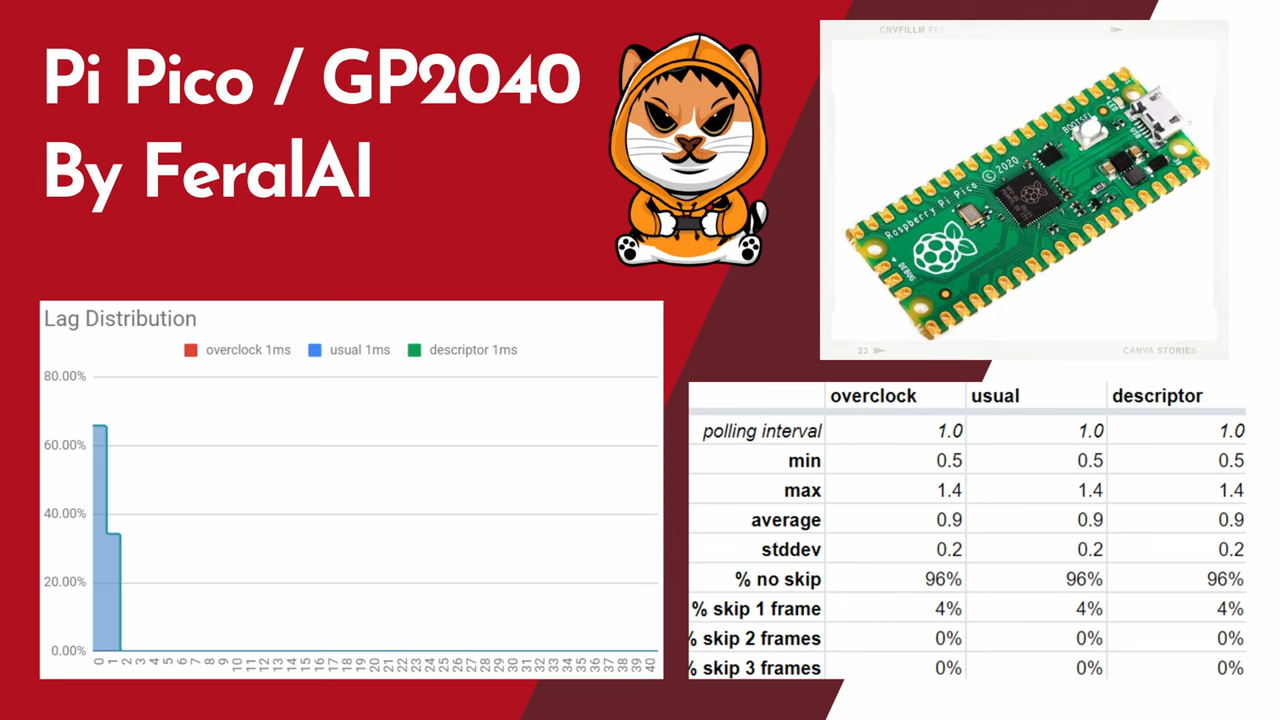 Pi Pico / GP2040
By FeralAI
CNVFILLM FF1
Raspberry Pi Pico © 2020
BOOTSEL
LED
USB
DEBUG
23
CANVA STORIES
Lag Distribution
overclock 1ms usual 1ms descriptor 1ms
80.00%
60.00%
40.00%
20.00%
0.00%
0 1 2 3 4 5 6 7 8 9 10 11 12 13 14 15 16 17 18 19 20 21 22 23 24 25 26 27 28 29 30 31 32 33 34 35 36 37 38 39 40
overclock usual descriptor
polling interval 1.0 1.0 1.0
min 0.5 0.5 0.5
max 1.4 1.4 1.4
average 0.9 0.9 0.9
stddev 0.2 0.2 0.2
% no skip 96% 96% 96%
% skip 1 frame 4% 4% 4%
% skip 2 frames 0% 0% 0%
% skip 3 frames 0% 0% 0%